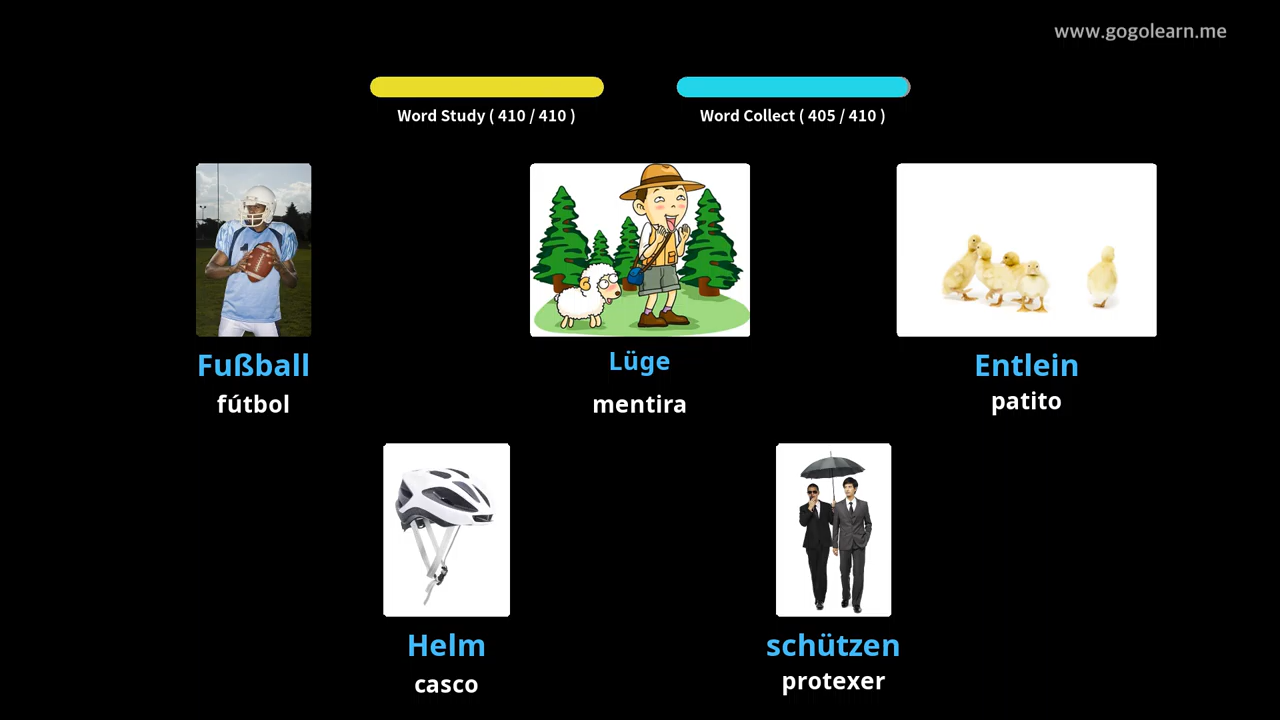 www.gogolearn.me
Word Study ( 410 / 410 )
Word Collect ( 405 / 410 )
Fußball
fútbol
Lüge
mentira
Entlein
patito
Helm
casco
schützen
protexer